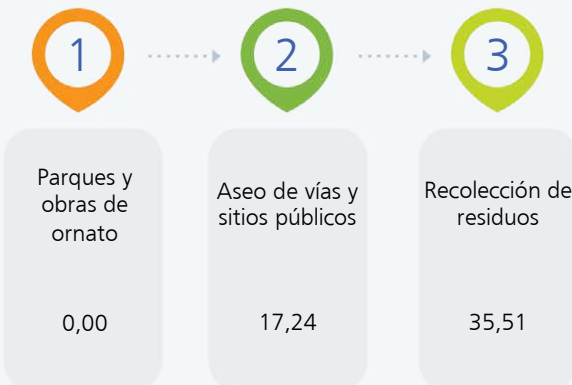 1
2
3
Parques y
obras de
ornato
0,00
Aseo de vías y
sitios públicos
17,24
Recolección de
residuos
35,51